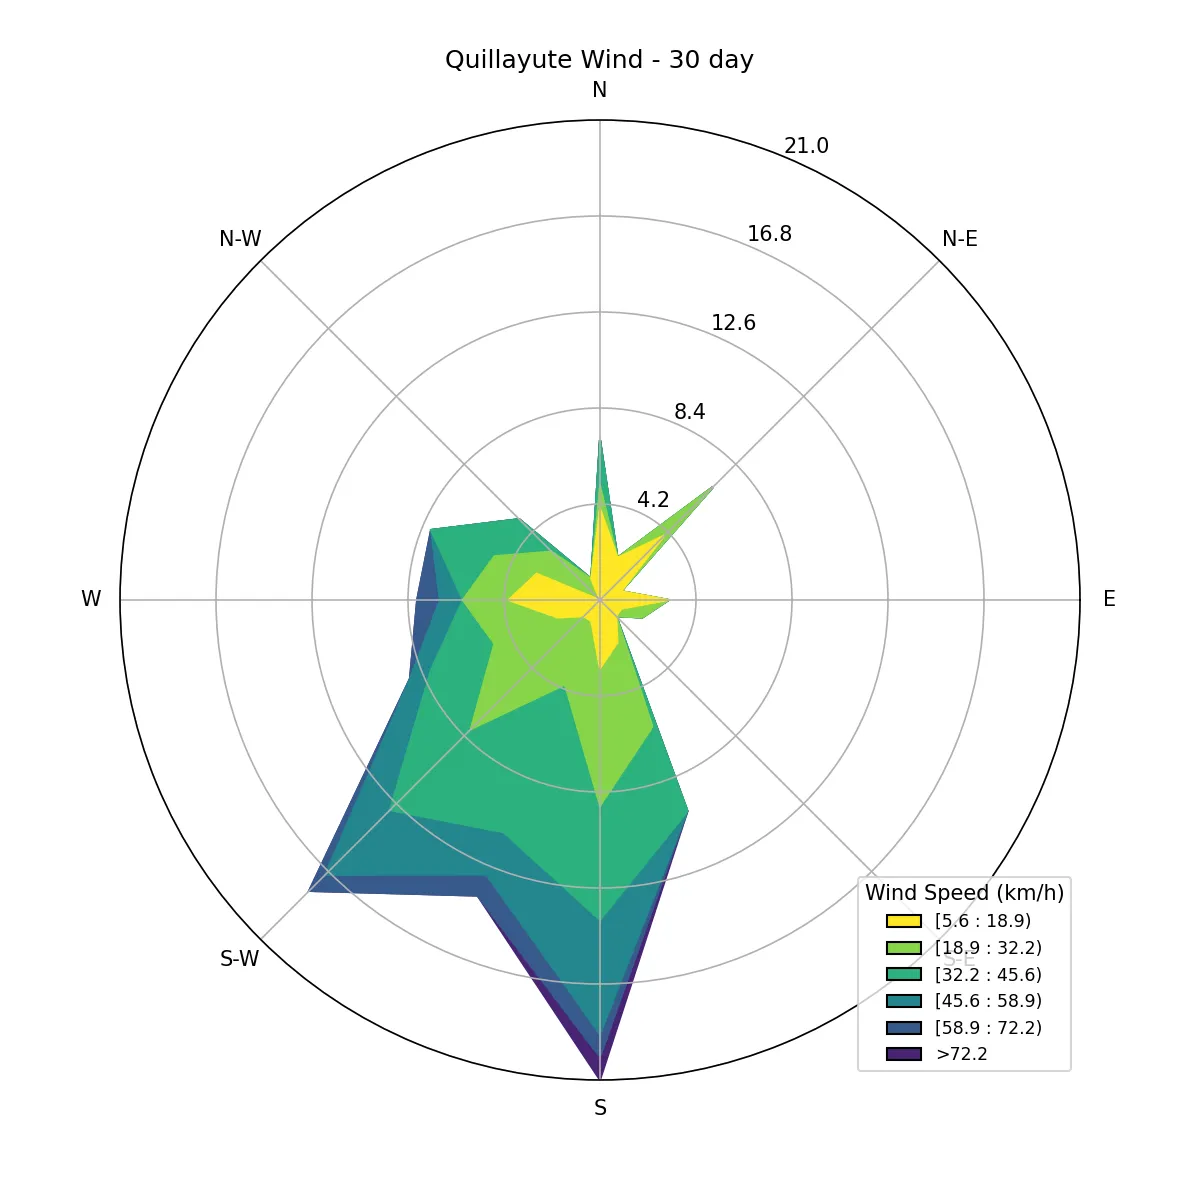 Quillayute Wind - 30 day
N
21.0
N-W
16.8
N-E
12.6
8.4
4.2
W
E
S-W
S-E
S
Wind Speed (km/h)
[5.6 : 18.9)
[18.9 : 32.2)
[32.2 : 45.6)
[45.6 : 58.9)
[58.9 : 72.2)
>72.2